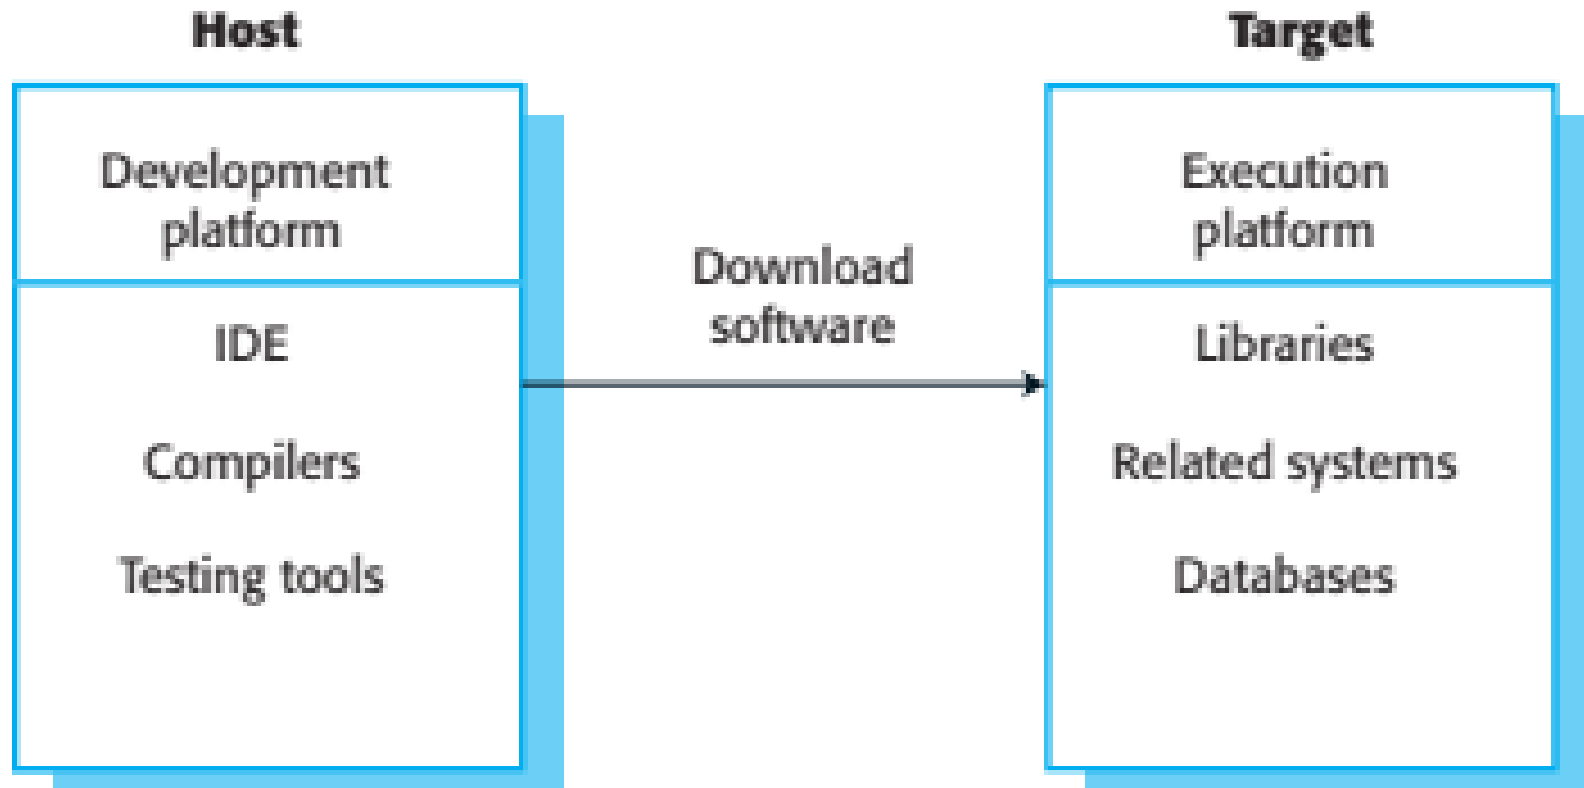 Host
Development
platform
IDE
Compilers
Testing tools
Download
software
Target
Execution
platform
Libraries
Related systems
Databases